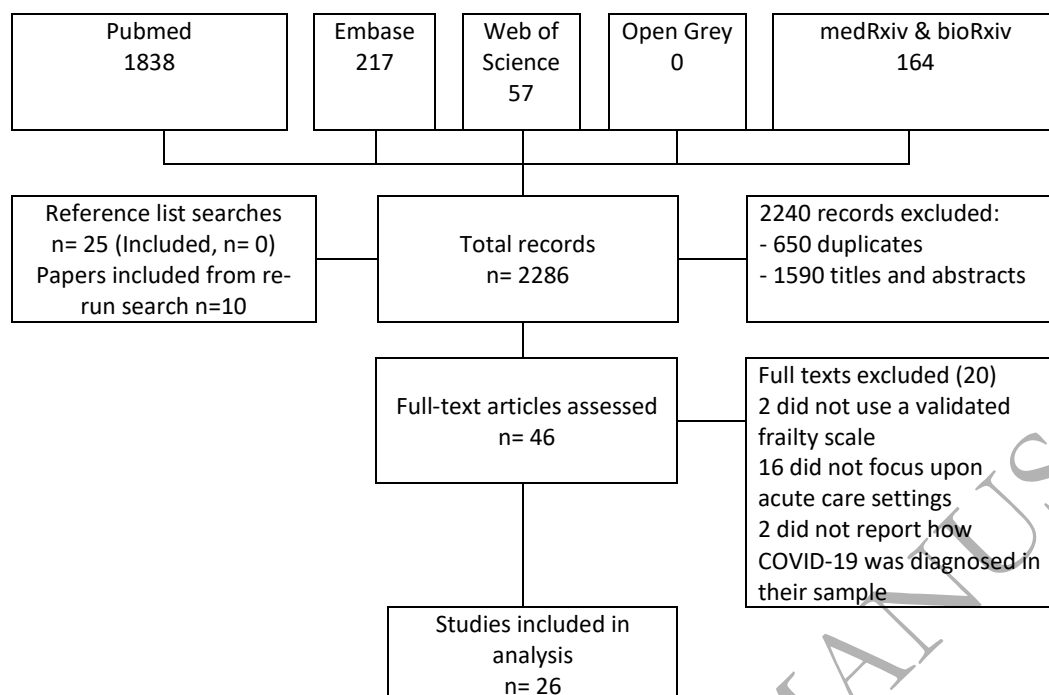 Pubmed
1838
Embase
217
Web of
Science
57
Open Grey
0
medRxiv & bioRxiv
164
Reference list searches
n= 25 (Included, n= 0)
Papers included from re-
run search n=10
Total records
n= 2286
2240 records excluded:
- 650 duplicates
- 1590 titles and abstracts
Full-text articles assessed
n= 46
Full texts excluded (20)
2 did not use a validated
frailty scale
16 did not focus upon
acute care settings
2 did not report how
COVID-19 was diagnosed in
their sample
Studies included in
analysis
n= 26